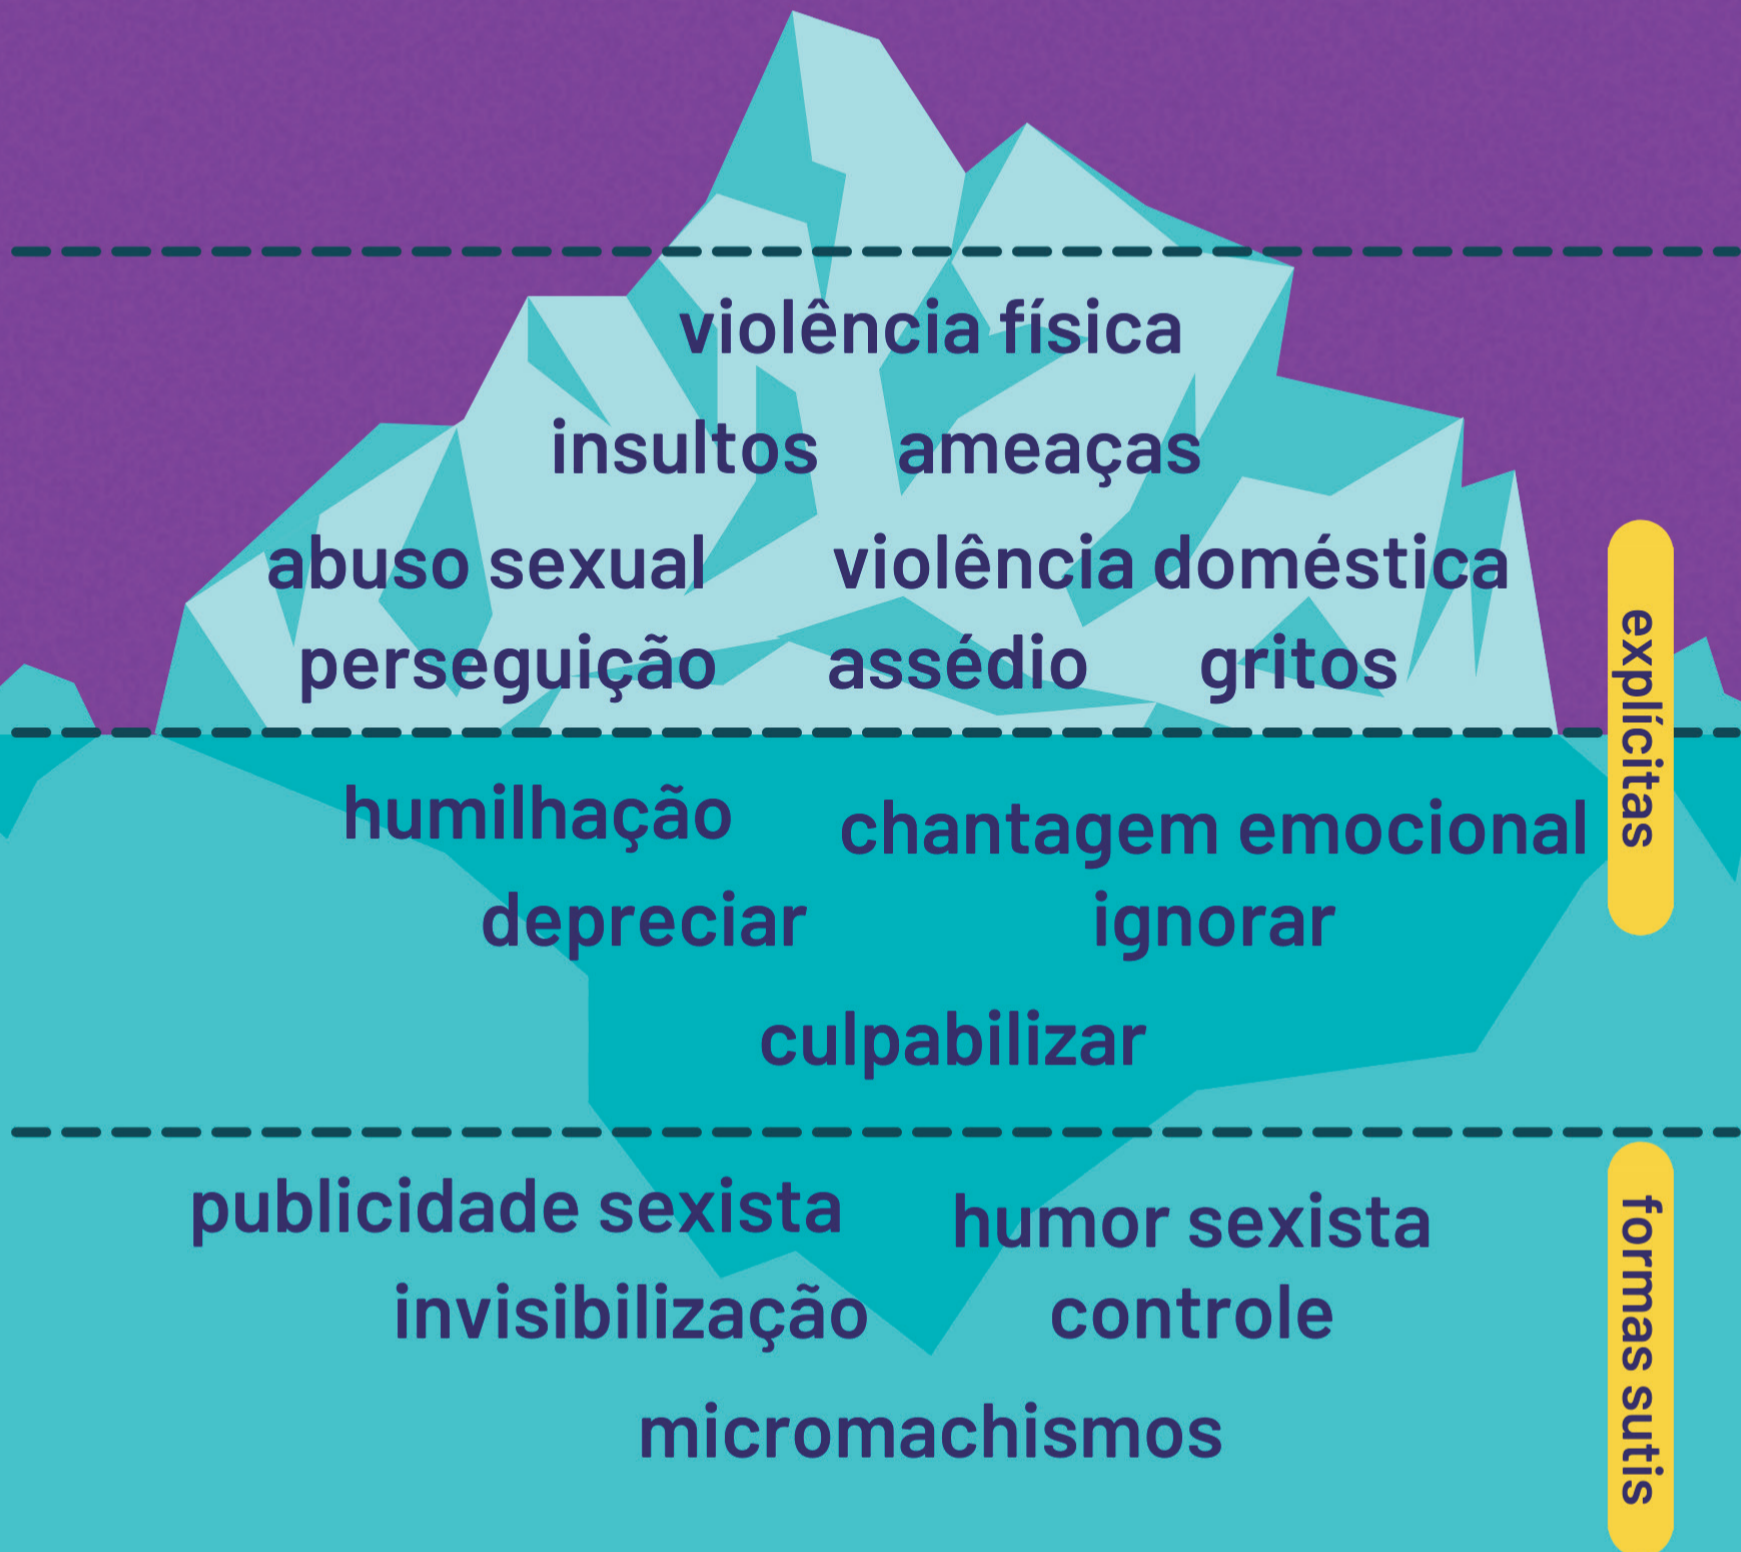 violência física
insultos ameaças
abuso sexual violência doméstica
perseguição assédio gritos
explícitas
humilhação chantagem emocional
depreciar ignorar
culpabilizar
publicidade sexista humor sexista
invisibilização controle
micromachismos
formas sutis